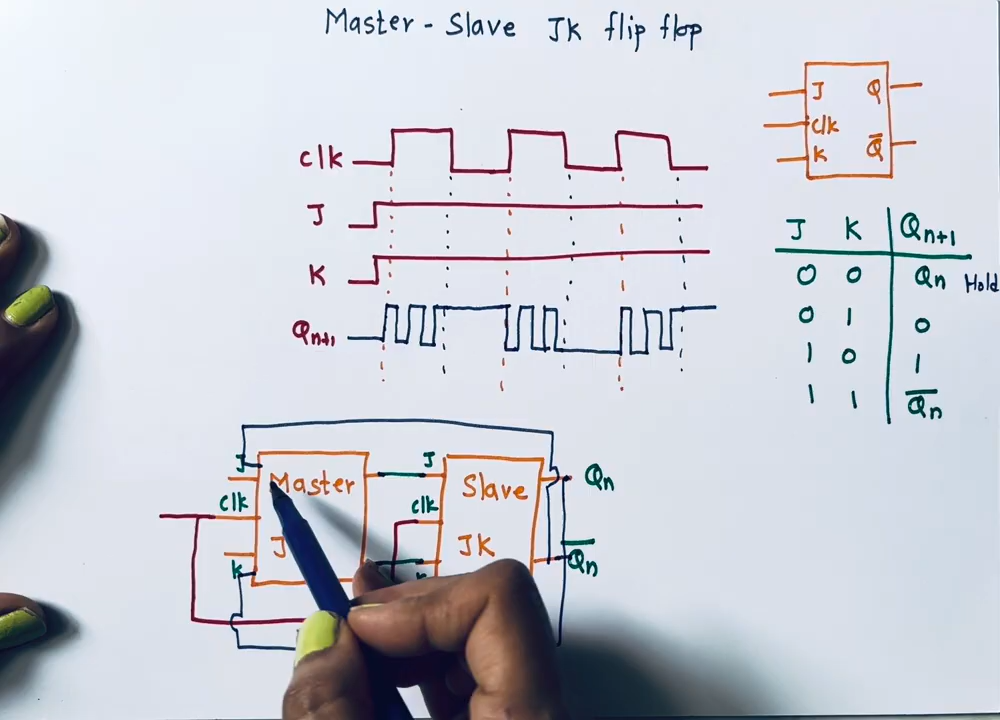 Master - Slave JK flip flop
J Q
clk
K Q̅
clk
J
K
Qn+1
J K Qn+1
0 0 Qn Hold
0 1 0
1 0 1
1 1 Q̅n
J Master J Slave Qn
clk clk
J JK Q̅n
K